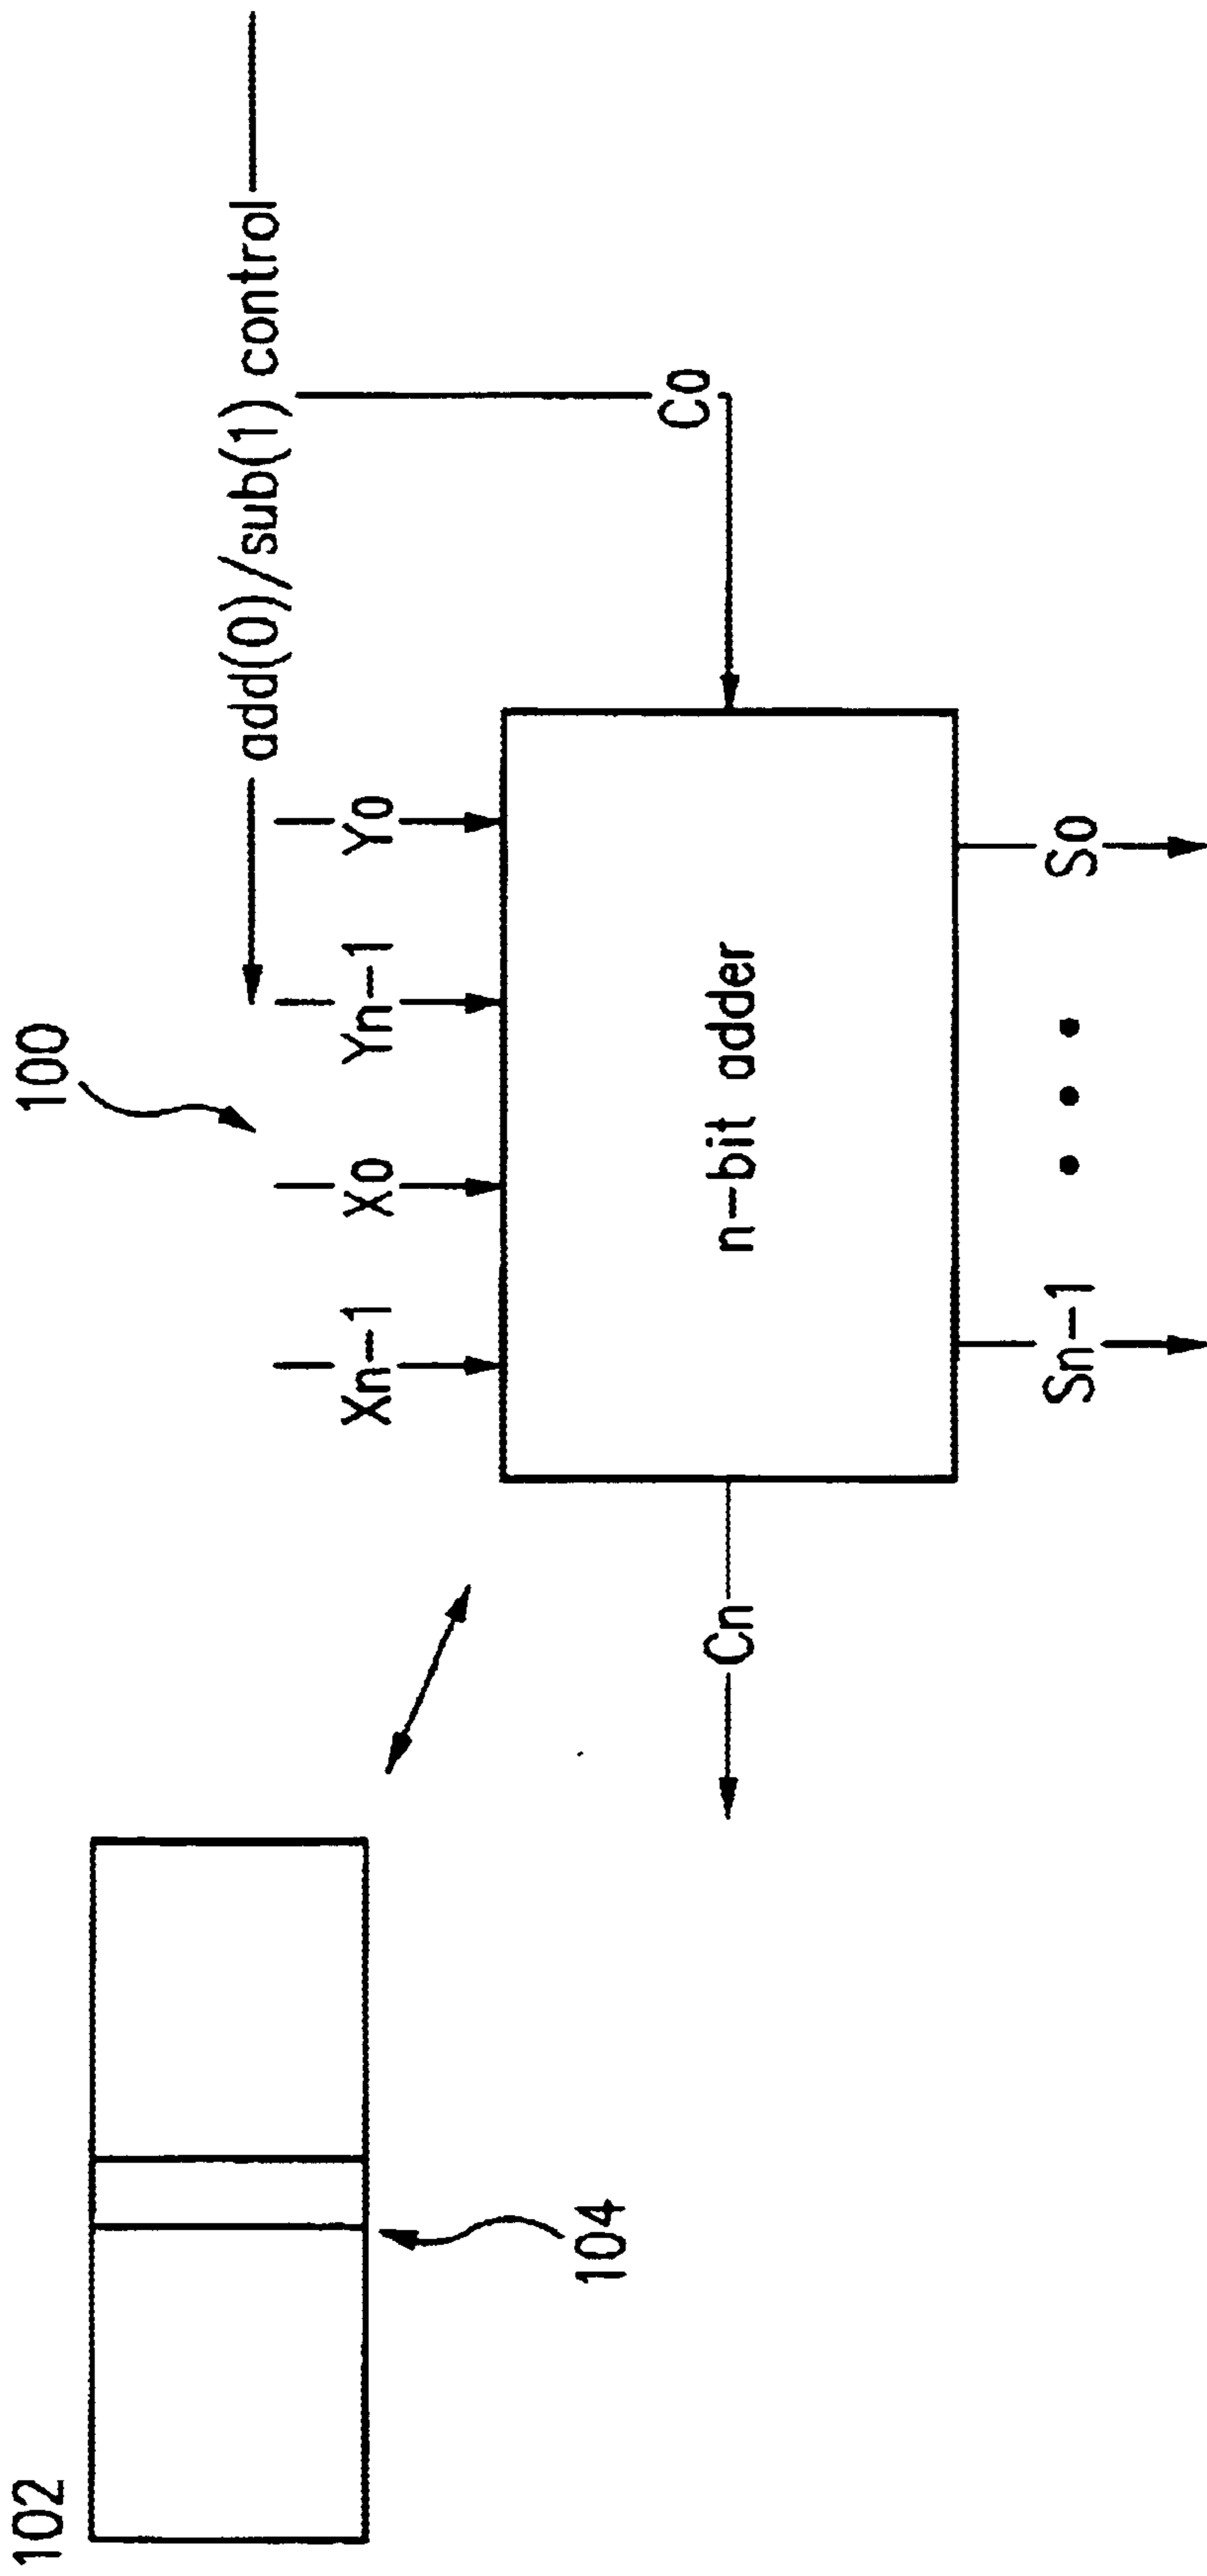 102
100
add(0)/sub(1) control
Xn-1 X0 Yn-1 Y0
104
C0
Cn
n-bit adder
Sn-1 • • • S0